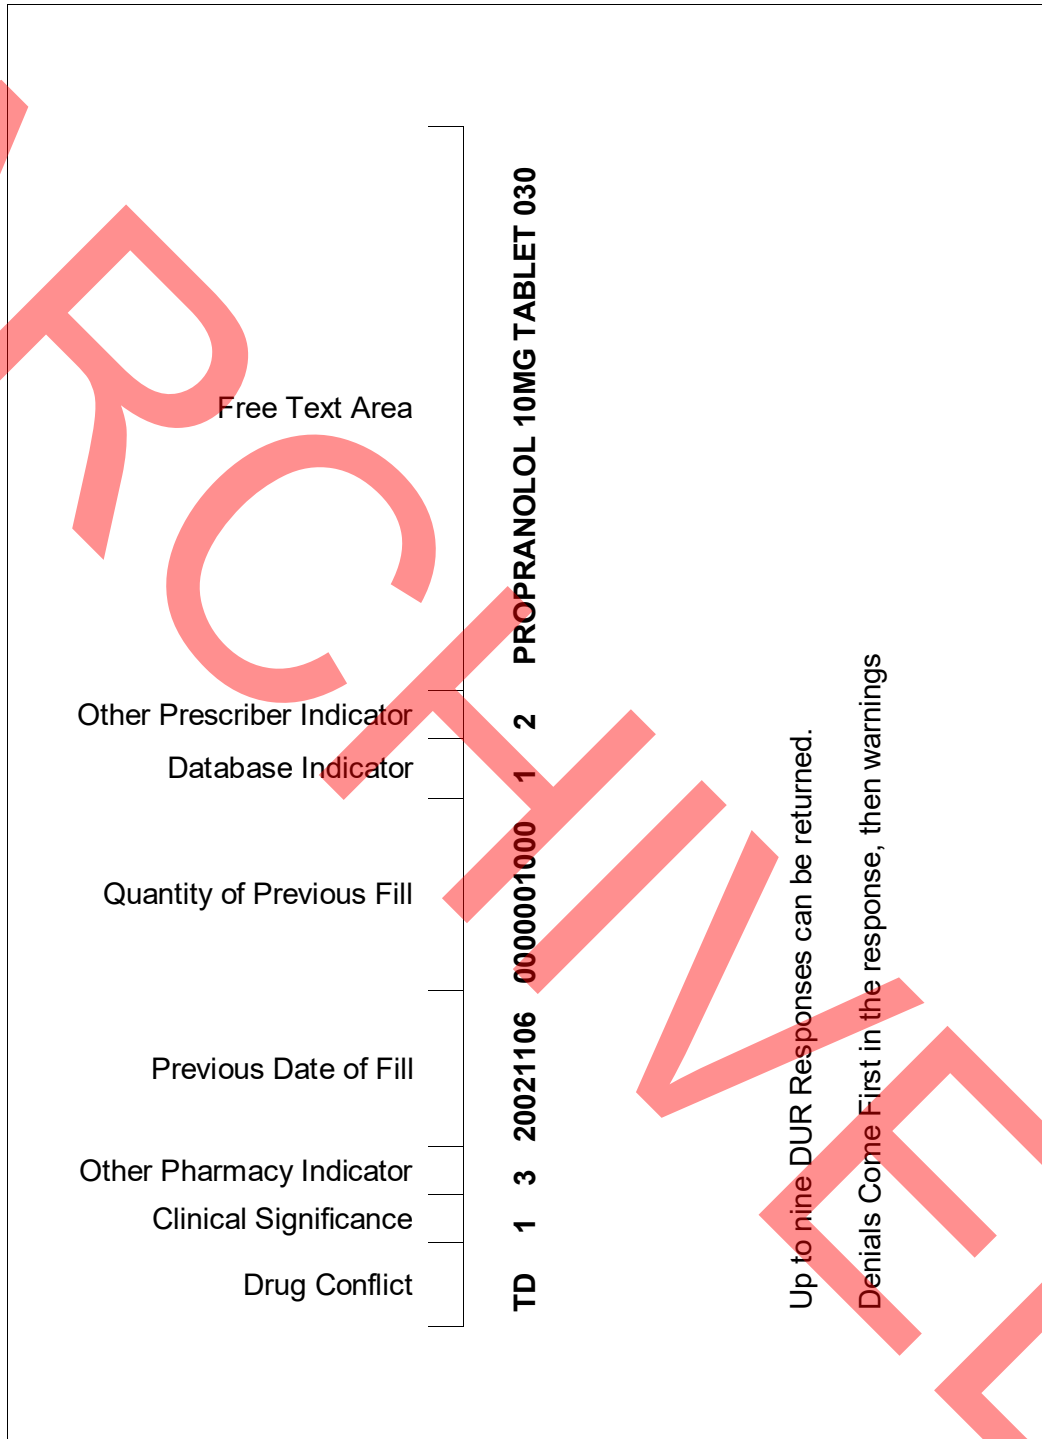 Free Text Area
Other Prescriber Indicator
Database Indicator
Quantity of Previous Fill
Previous Date of Fill
Other Pharmacy Indicator
Clinical Significance
Drug Conflict
TD 1 3 20021106 0000001000 1 2 PROPRANOLOL 10MG TABLET 030
Up to nine DUR Responses can be returned.
Denials Come First in the response, then warnings
ARCHIVED